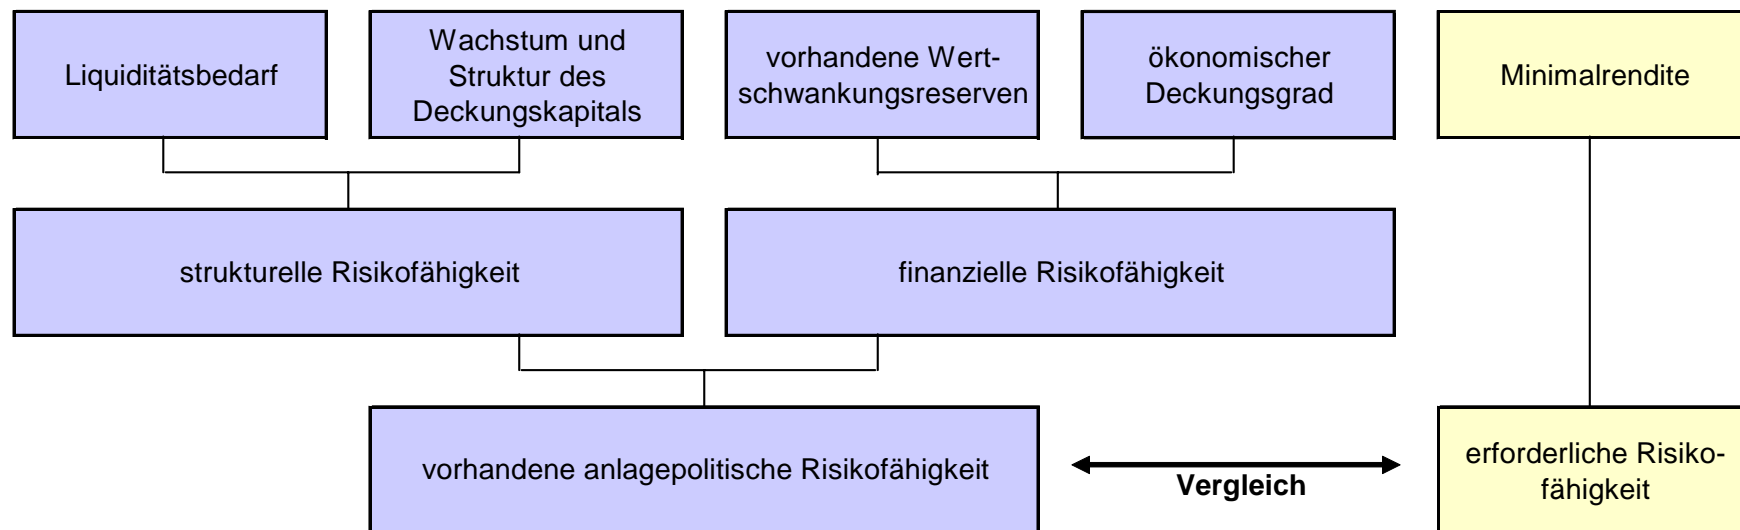 Liquiditätsbedarf
Wachstum und
Struktur des
Deckungskapitals
vorhandene Wert-
schwankungsreserven
ökonomischer
Deckungsgrad
Minimalrendite
strukturelle Risikofähigkeit
finanzielle Risikofähigkeit
vorhandene anlagepolitische Risikofähigkeit
Vergleich
erforderliche Risiko-
fähigkeit